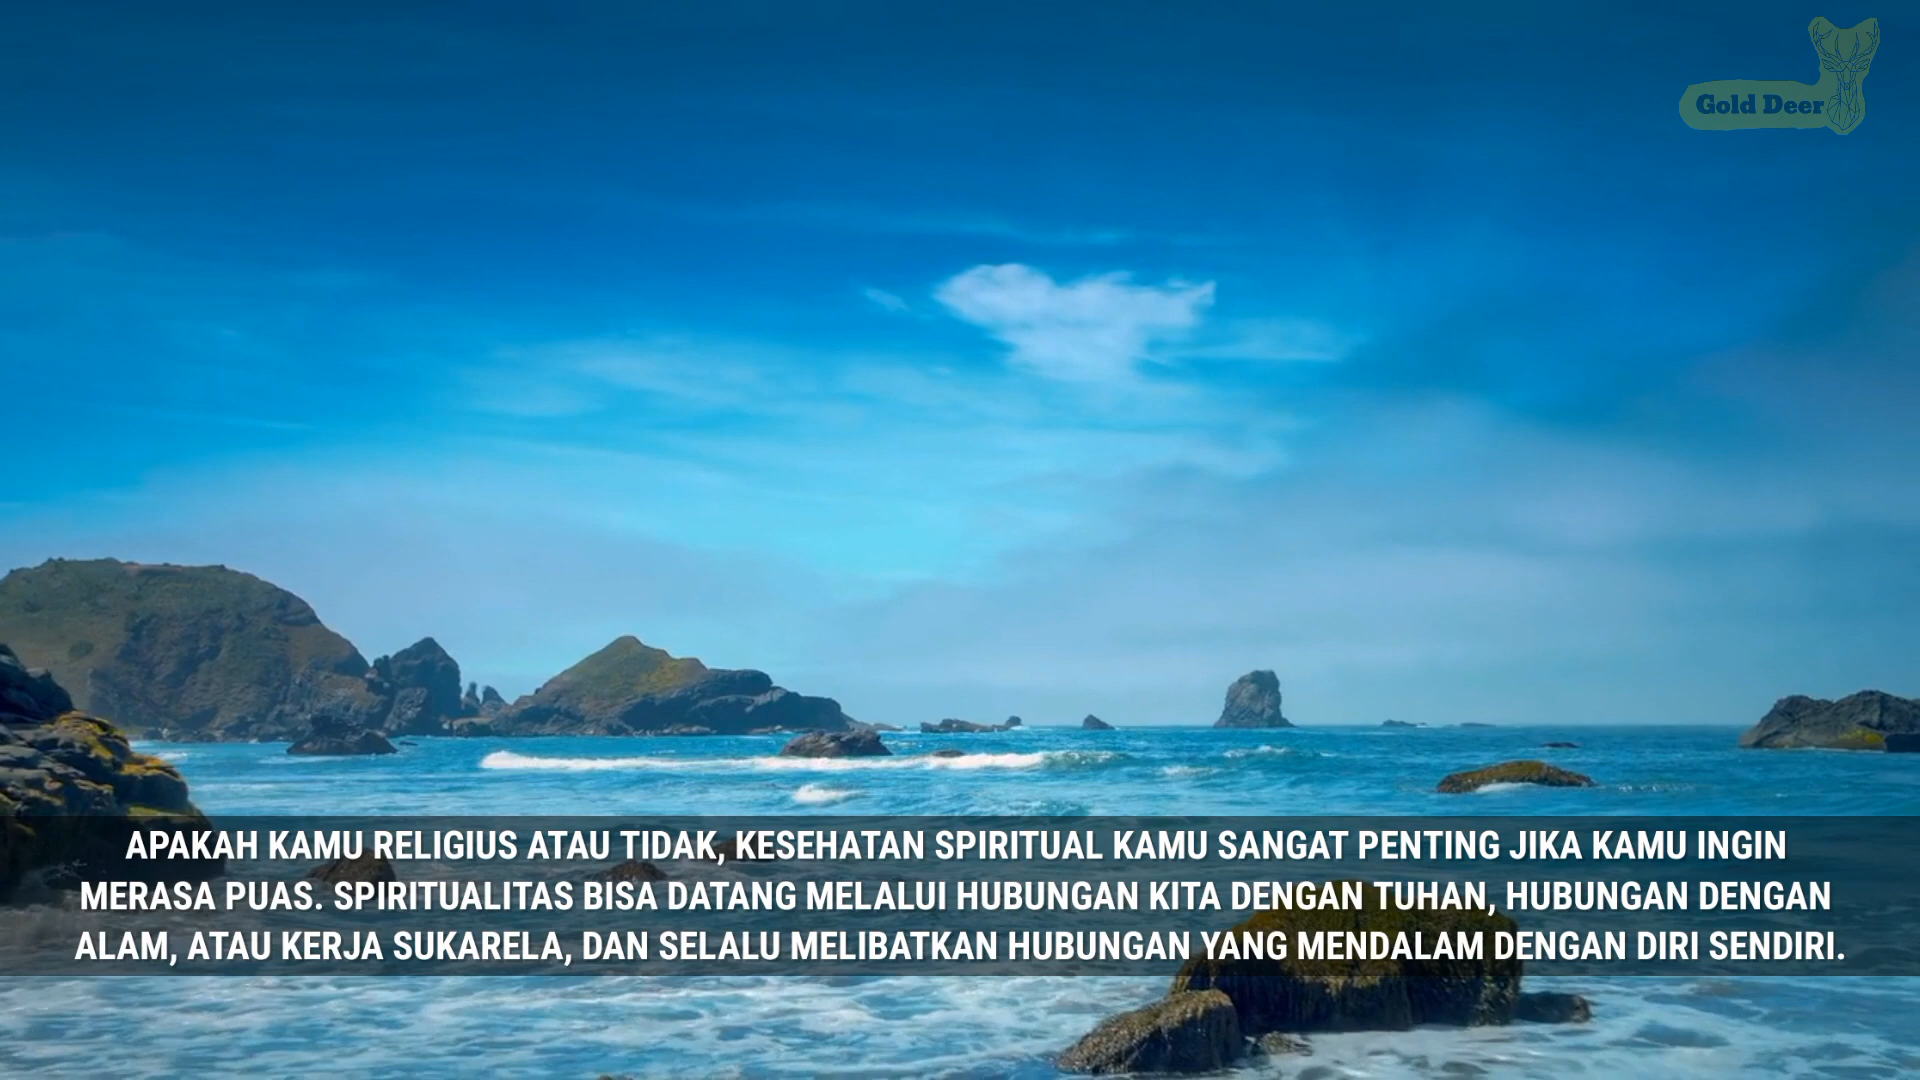 Gold Deer
APAKAH KAMU RELIGIUS ATAU TIDAK, KESEHATAN SPIRITUAL KAMU SANGAT PENTING JIKA KAMU INGIN
MERASA PUAS. SPIRITUALITAS BISA DATANG MELALUI HUBUNGAN KITA DENGAN TUHAN, HUBUNGAN DENGAN
ALAM, ATAU KERJA SUKARELA, DAN SELALU MELIBATKAN HUBUNGAN YANG MENDALAM DENGAN DIRI SENDIRI.